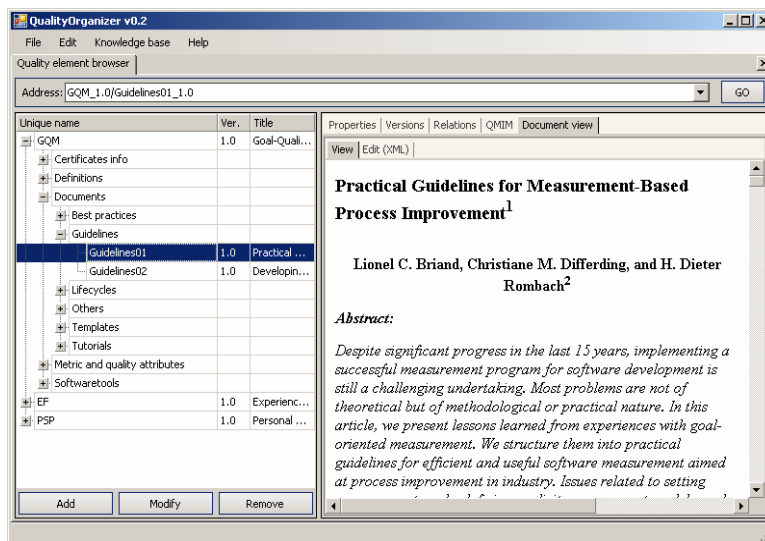 QualityOrganizer v0.2
File Edit Knowledge base Help
Quality element browser
Address: GQM_1.0/Guidelines01_1.0 GO
Unique name Ver. Title
GQM 1.0 Goal-Quali...
Certificates info
Definitions
Documents
Best practices
Guidelines
Guidelines01 1.0 Practical ...
Guidelines02 1.0 Developin...
Lifecycles
Others
Templates
Tutorials
Metric and quality attributes
Softwaretools
EF 1.0 Experienc...
PSP 1.0 Personal ...
Add Modify Remove
Properties Versions Relations QMIM Document view
View Edit (XML)
Practical Guidelines for Measurement-Based
Process Improvement1
Lionel C. Briand, Christiane M. Differding, and H. Dieter
Rombach2
Abstract:
Despite significant progress in the last 15 years, implementing a
successful measurement program for software development is
still a challenging undertaking. Most problems are not of
theoretical but of methodological or practical nature. In this
article, we present lessons learned from experiences with goal-
oriented measurement. We structure them into practical
guidelines for efficient and useful software measurement aimed
at process improvement in industry. Issues related to setting